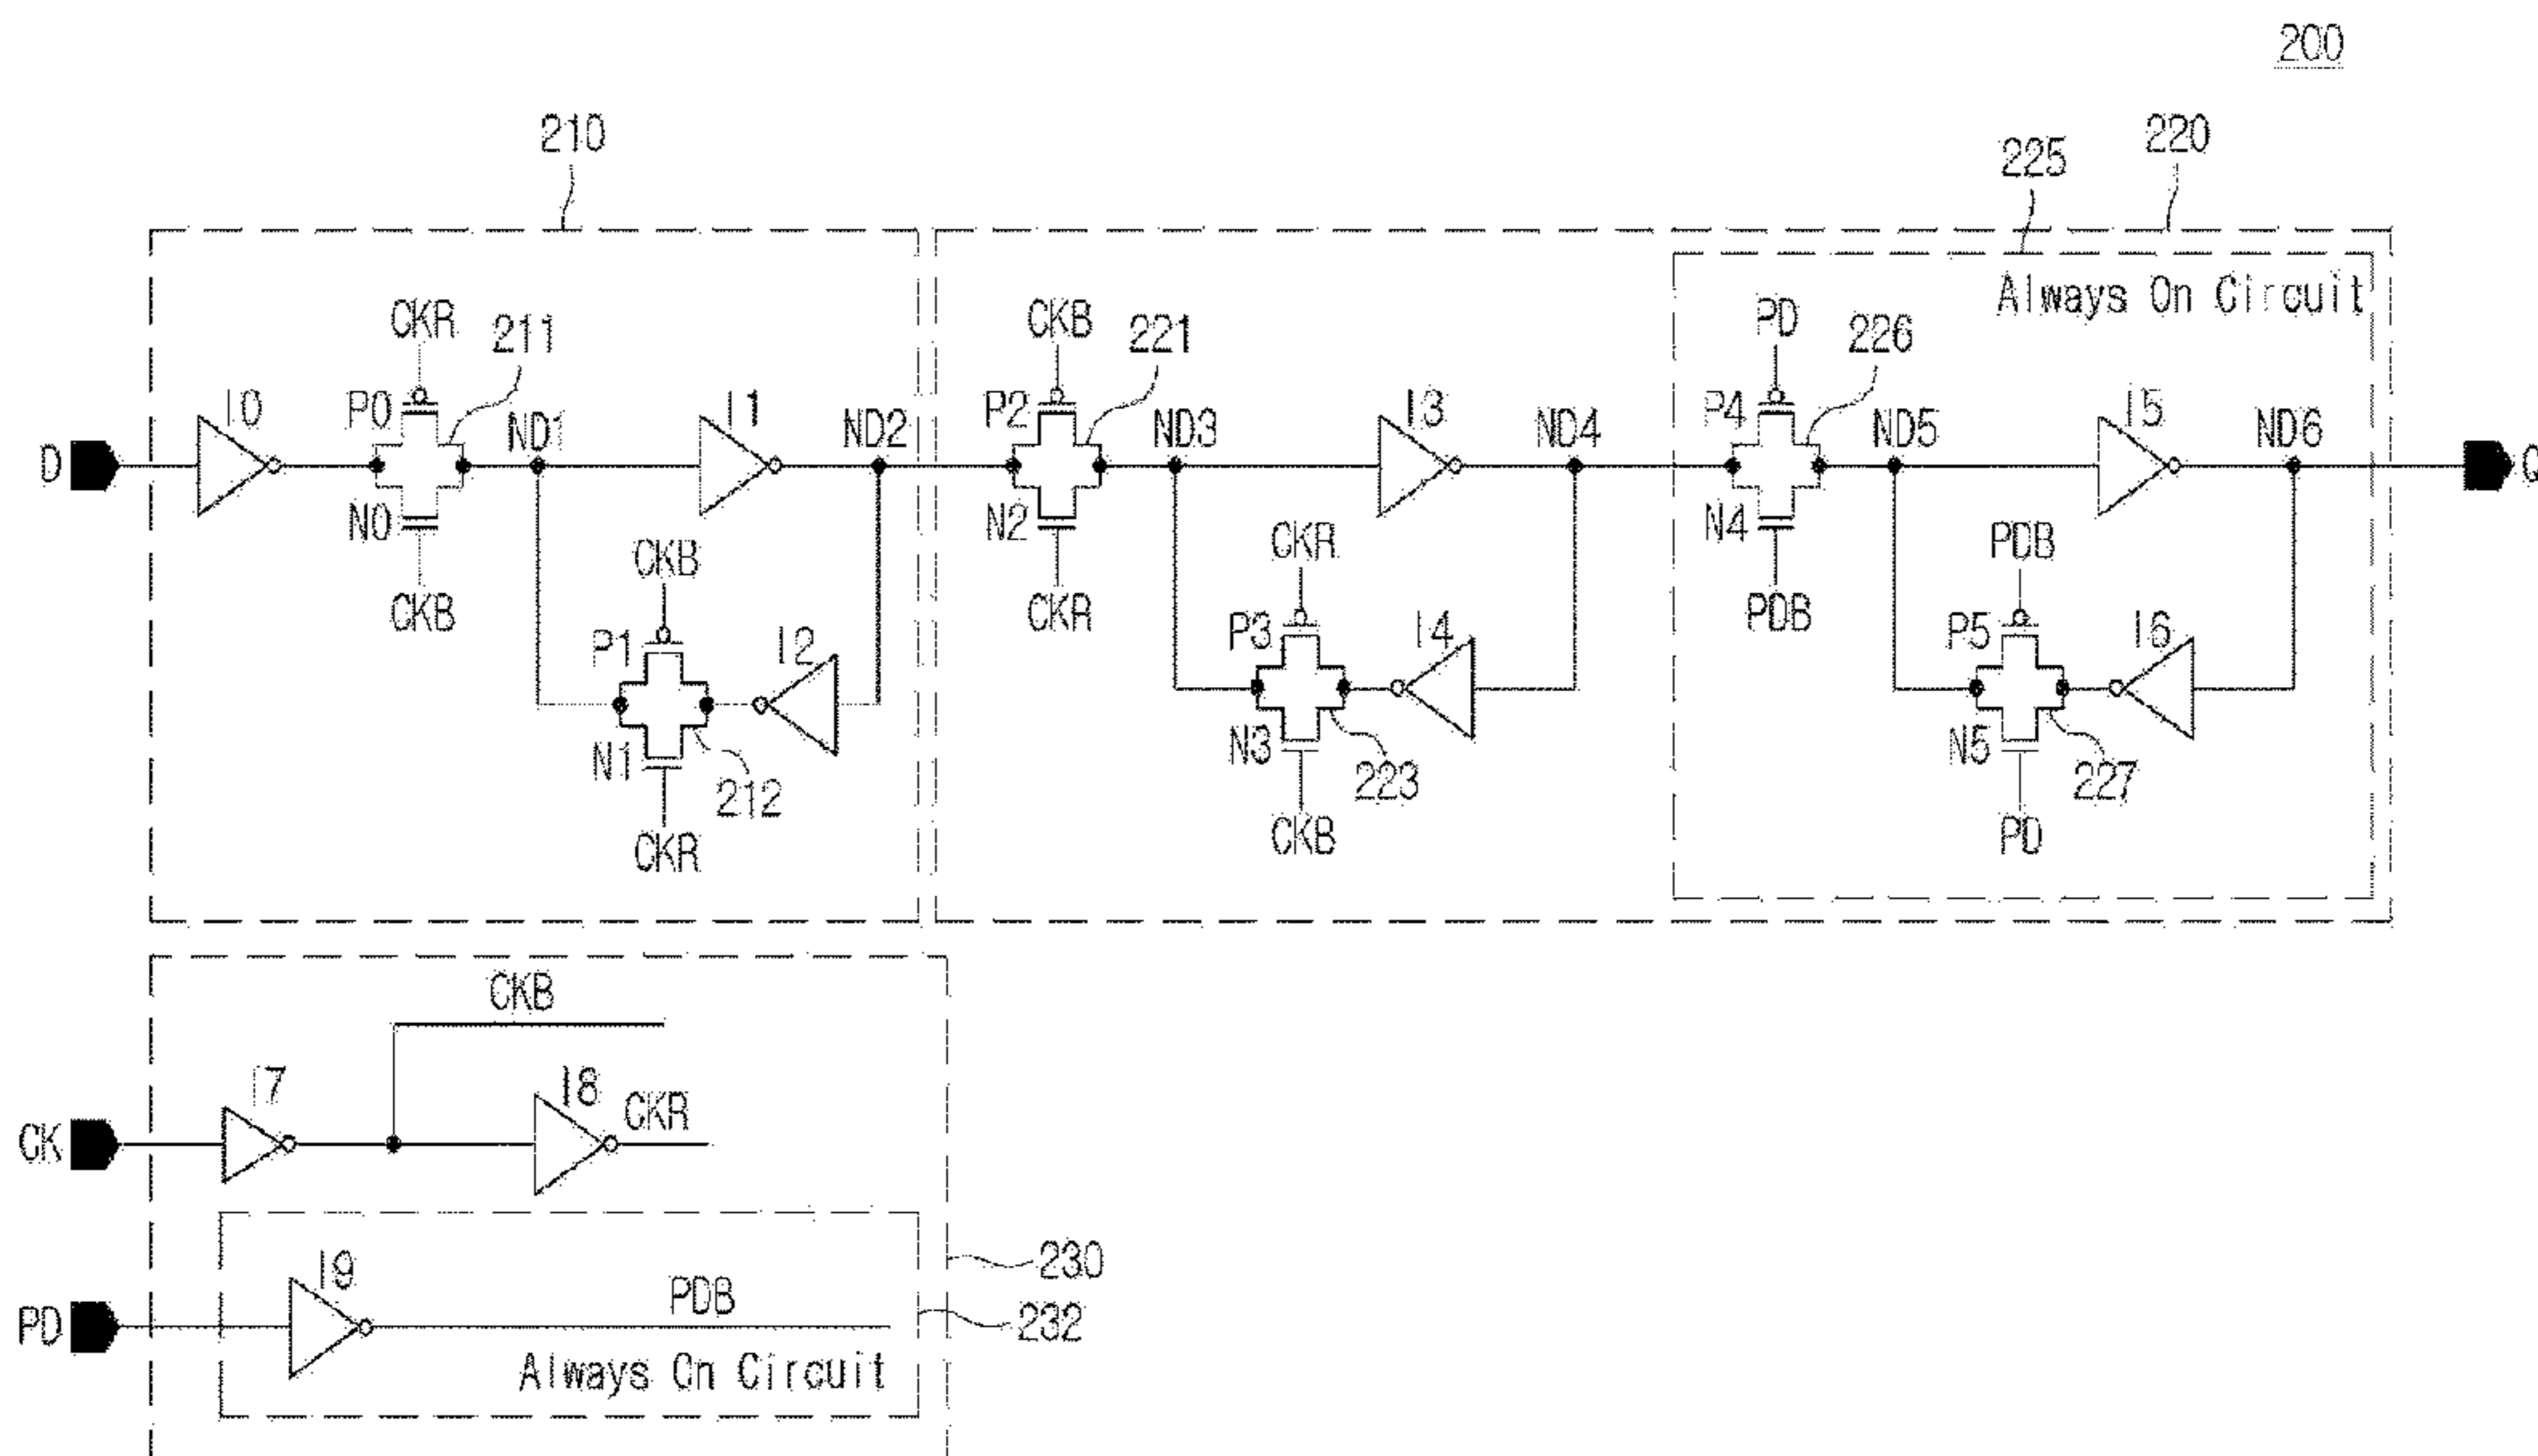 200
210
225
220
Always On Circuit
CKR
211
CKB
221
PD
226
I0
P0
ND1
I1
ND2
P2
ND3
I3
ND4
P4
ND5
I5
ND6
D
Q
N0
CKB
N2
CKR
N4
PDB
CKB
P1
I2
N1
212
CKR
CKR
P3
I4
N3
223
CKB
PDB
P5
I6
N5
227
PD
CKB
I7
I8
CKR
CK
230
I9
PDB
232
PD
Always On Circuit